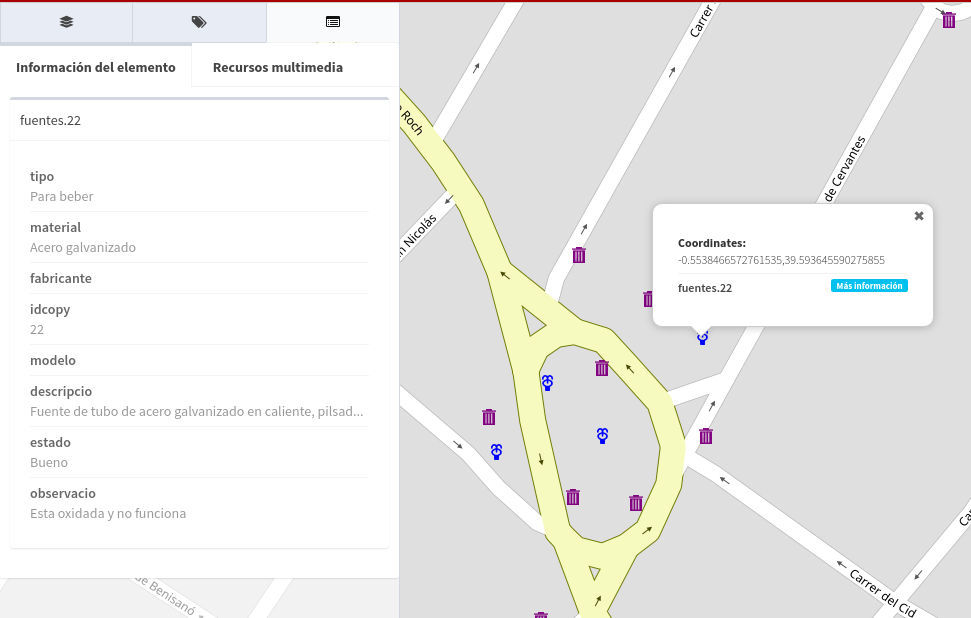 Información del elemento
Recursos multimedia
fuentes.22
tipo
Para beber
material
Acero galvanizado
fabricante
idcopy
22
modelo
descripcio
Fuente de tubo de acero galvanizado en caliente, pilsad...
estado
Bueno
observacio
Esta oxidada y no funciona
de Benisanó
Roch
n Nicolás
Carrer
de Cervantes
Coordinates:
-0.5538466572761535,39.593645590275855
fuentes.22
Más información
Carrer del Cid
Car